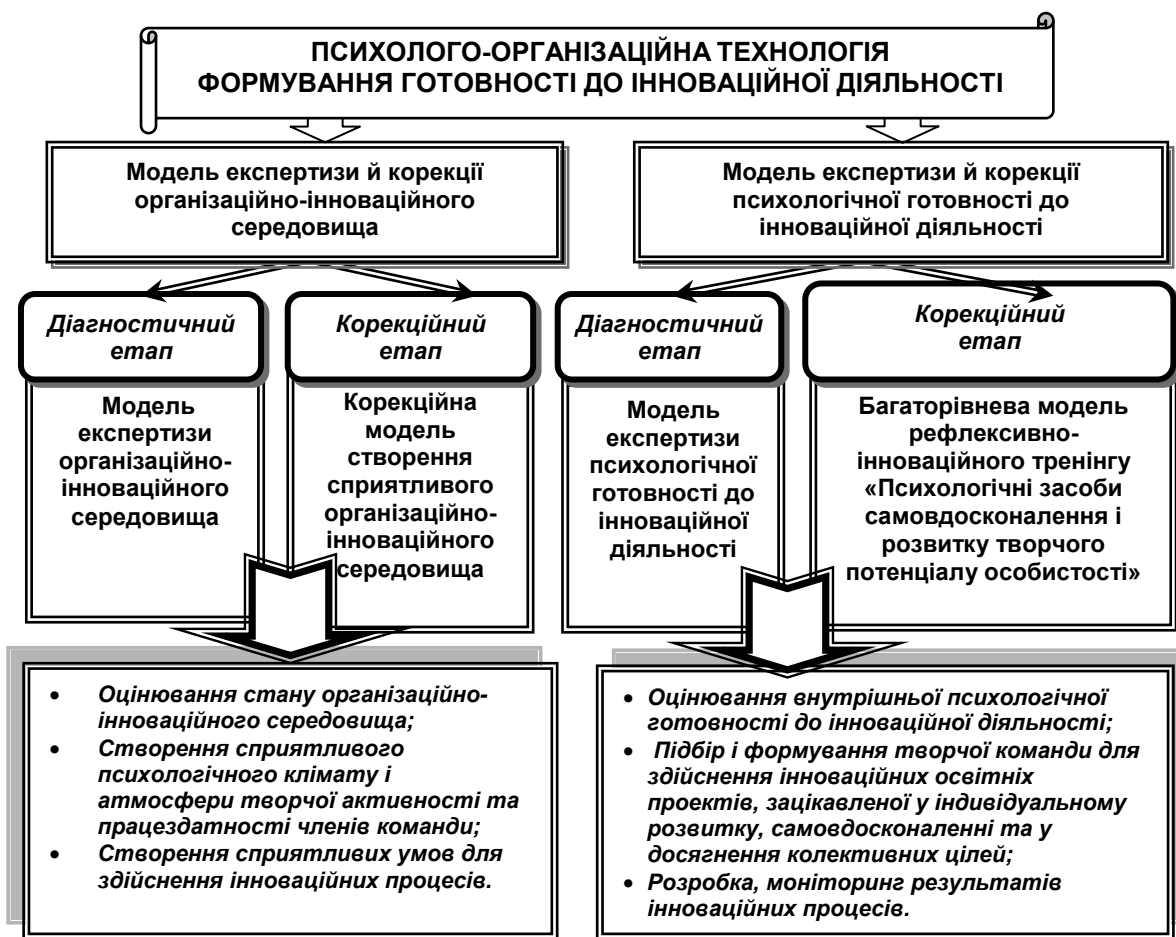 ПСИХОЛОГО-ОРГАНІЗАЦІЙНА ТЕХНОЛОГІЯ
ФОРМУВАННЯ ГОТОВНОСТІ ДО ІННОВАЦІЙНОЇ ДІЯЛЬНОСТІ
Модель експертизи й корекції
організаційно-інноваційного
середовища
Модель експертизи й корекції
психологічної готовності до
інноваційної діяльності
Діагностичний
етап
Корекційний
етап
Діагностичний
етап
Корекційний
етап
Модель
експертизи
організаційно-
інноваційного
середовища
Корекційна
модель
створення
сприятливого
організаційно-
інноваційного
середовища
Модель
експертизи
психологічної
готовності до
інноваційної
діяльності
Багаторівнева модель
рефлексивно-
інноваційного тренінгу
«Психологічні засоби
самовдосконалення і
розвитку творчого
потенціалу особистості»
• Оцінювання стану організаційно-
інноваційного середовища;
• Створення сприятливого
психологічного клімату і
атмосфери творчої активності та
працездатності членів команди;
• Створення сприятливих умов для
здійснення інноваційних процесів.
• Оцінювання внутрішньої психологічної
готовності до інноваційної діяльності;
• Підбір і формування творчої команди для
здійснення інноваційних освітніх
проектів, зацікавленої у індивідуальному
розвитку, самовдосконаленні та у
досягнення колективних цілей;
• Розробка, моніторинг результатів
інноваційних процесів.